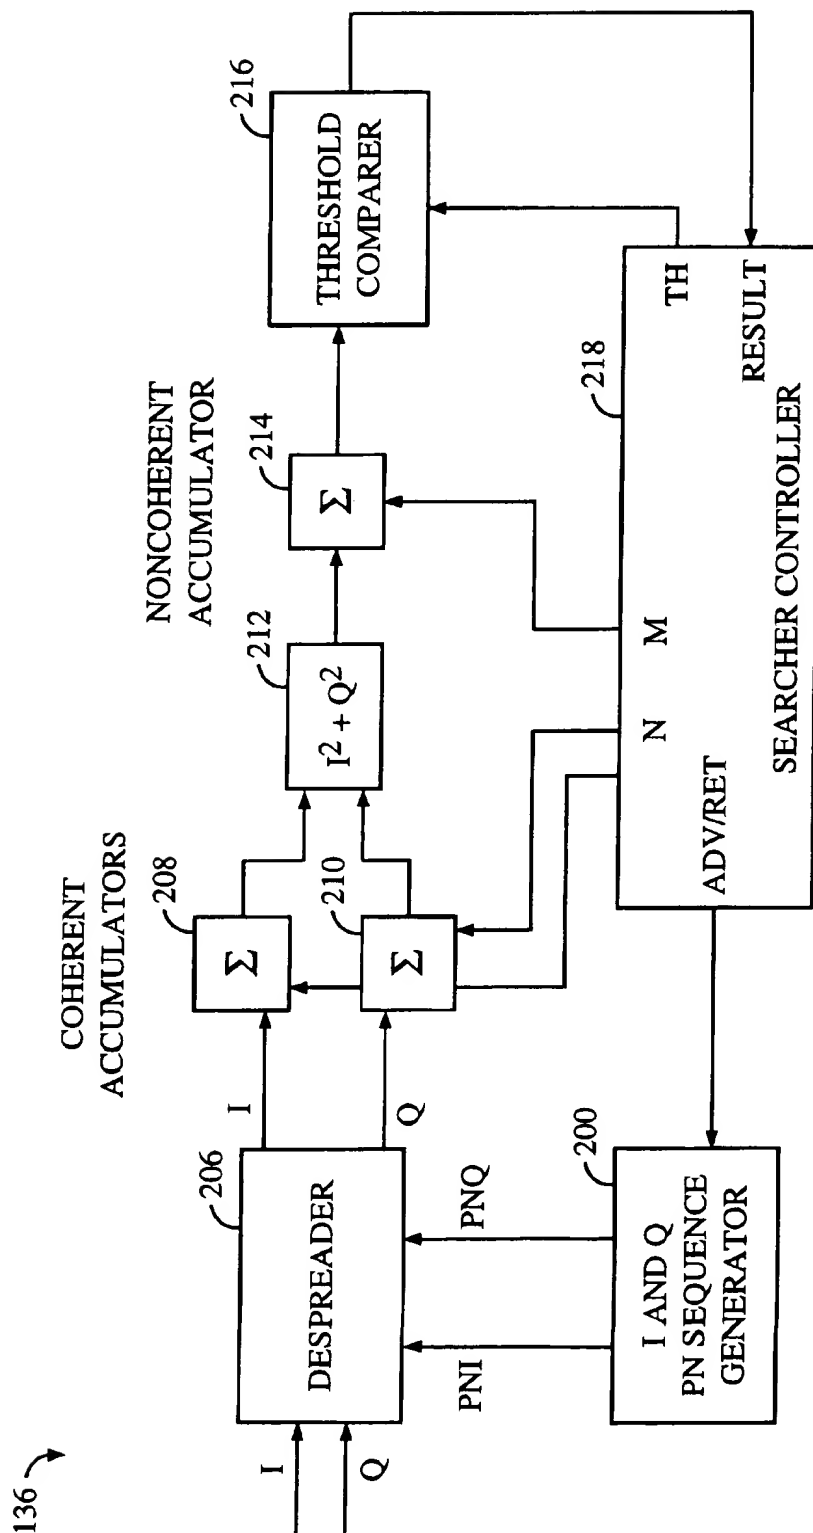 136
COHERENT
ACCUMULATORS
NONCOHERENT
ACCUMULATOR
I
Q
206
DESPREADER
I
Q
208
Σ
210
Σ
212
I² + Q²
214
Σ
216
THRESHOLD
COMPARER
PNI
PNQ
200
I AND Q
PN SEQUENCE
GENERATOR
218
ADV/RET
N
M
TH
RESULT
SEARCHER CONTROLLER